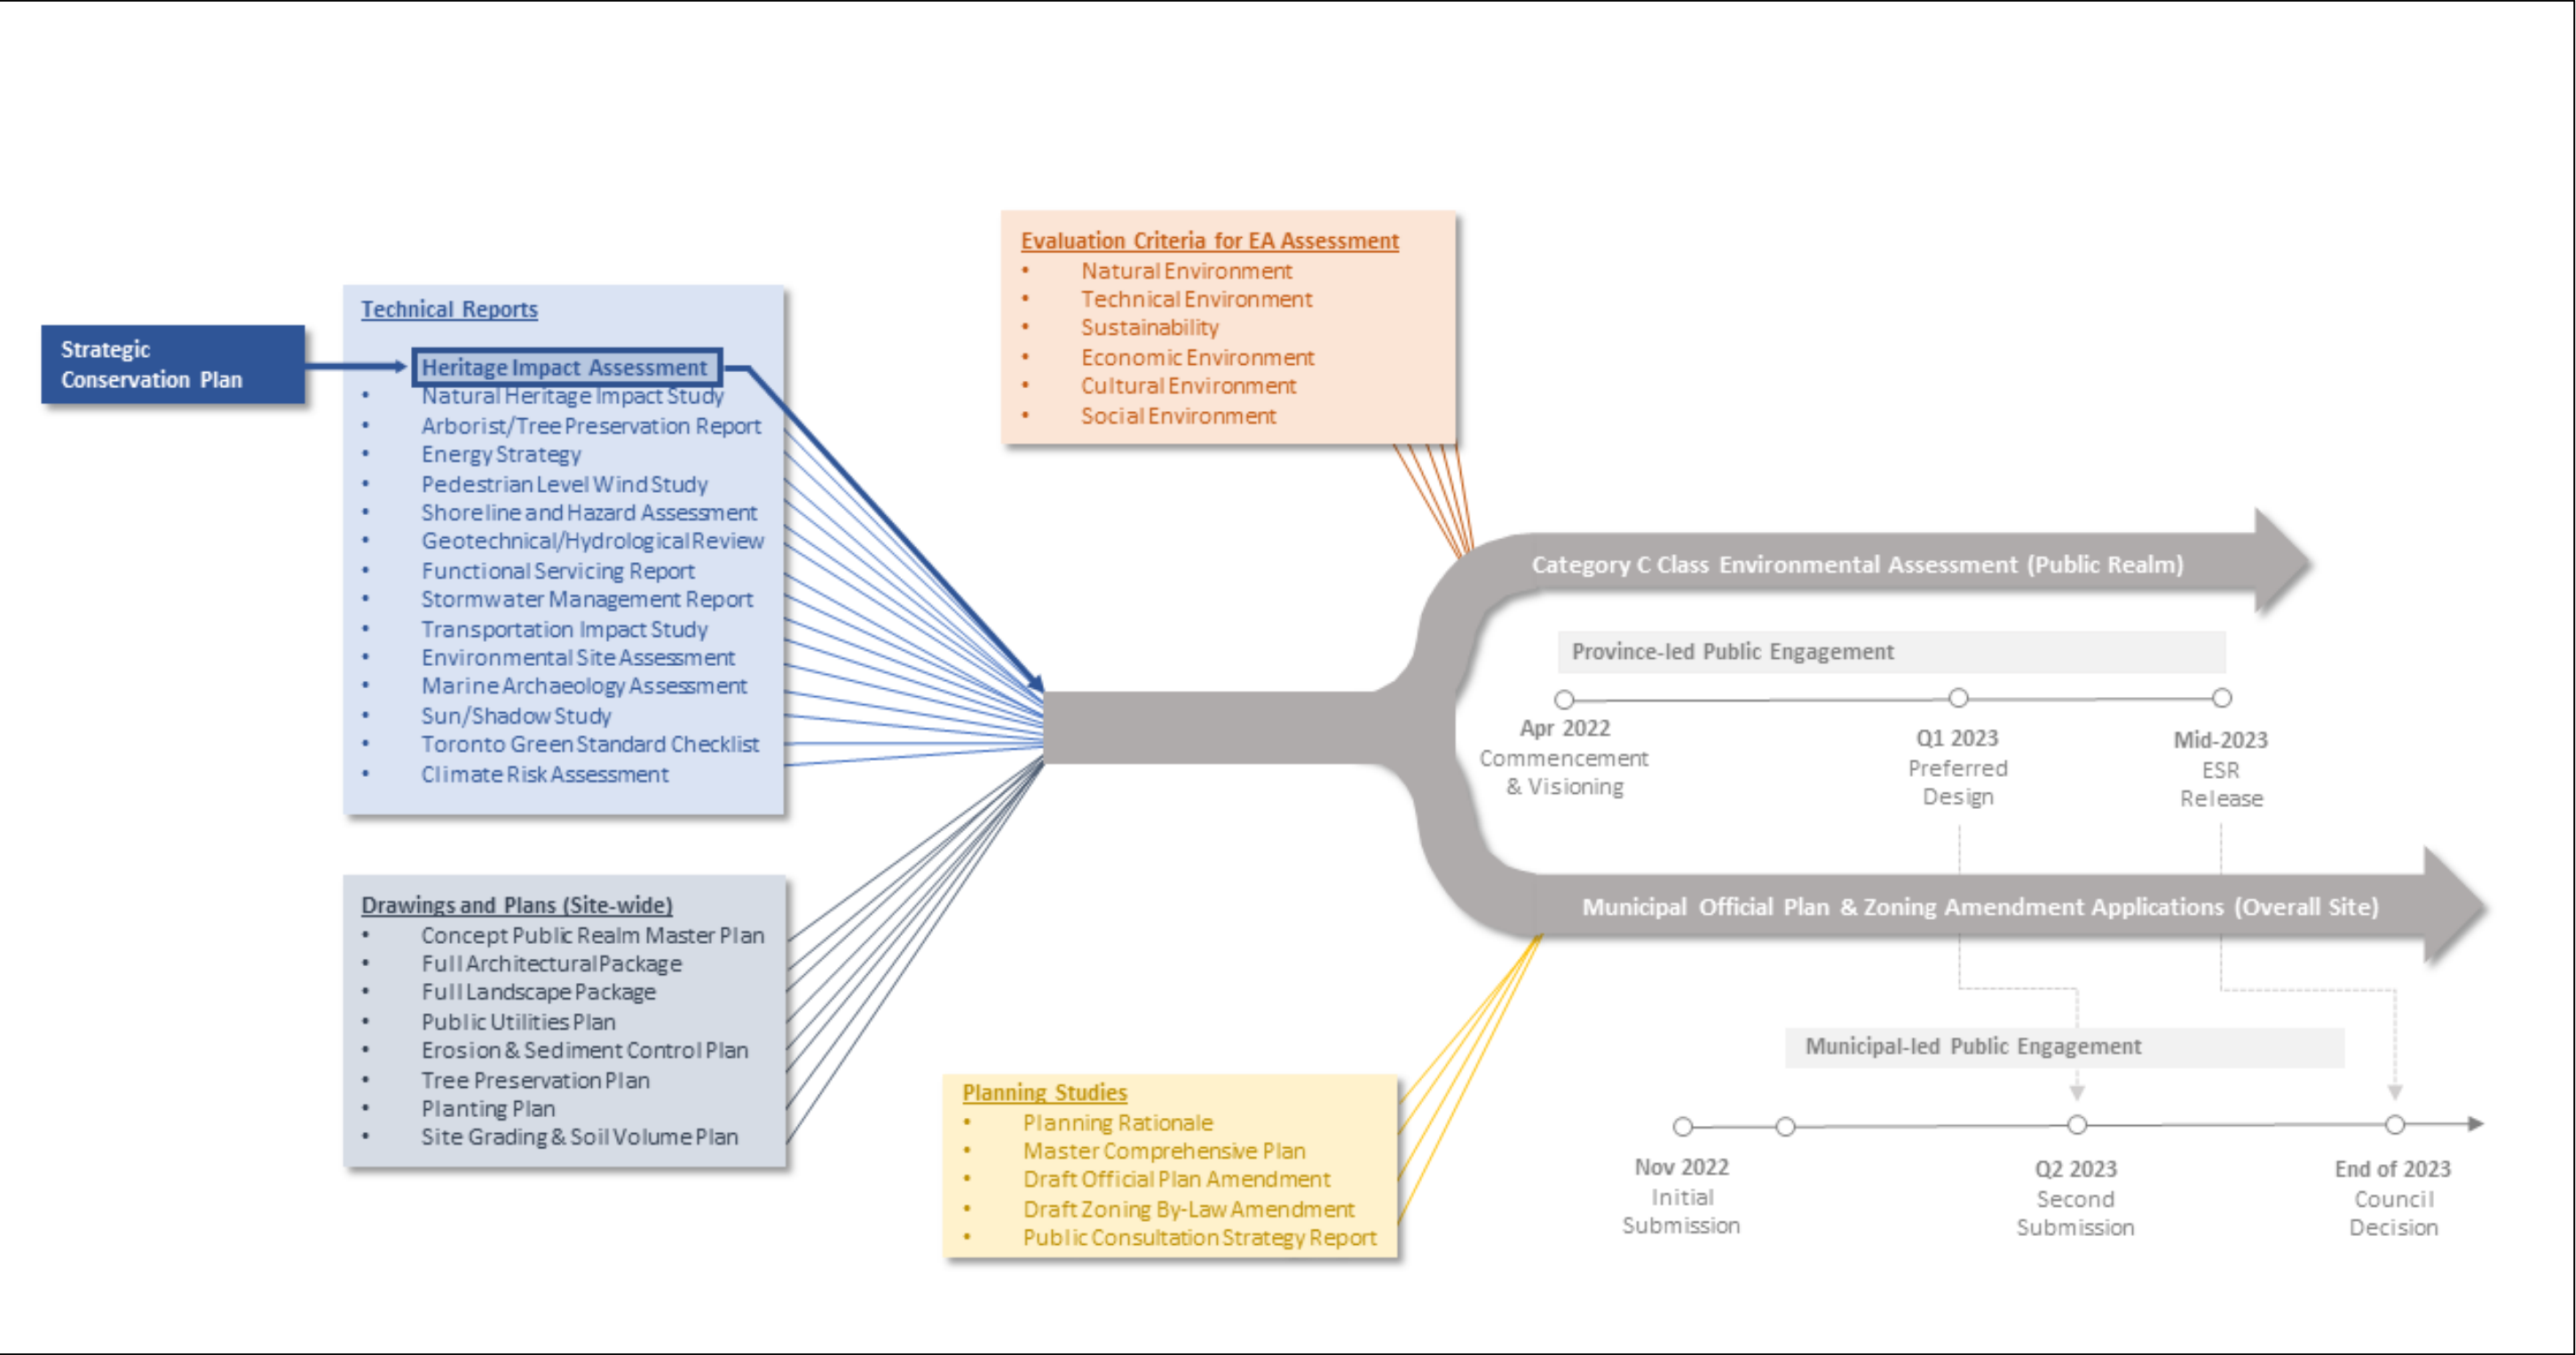 Strategic
Conservation Plan
Technical Reports
Heritage Impact Assessment
• Natural Heritage Impact Study
• Arborist/Tree Preservation Report
• Energy Strategy
• Pedestrian Level Wind Study
• Shoreline and Hazard Assessment
• Geotechnical/Hydrological Review
• Functional Servicing Report
• Stormwater Management Report
• Transportation Impact Study
• Environmental Site Assessment
• Marine Archaeology Assessment
• Sun/Shadow Study
• Toronto Green Standard Checklist
• Climate Risk Assessment
Drawings and Plans (Site-wide)
• Concept Public Realm Master Plan
• Full Architectural Package
• Full Landscape Package
• Public Utilities Plan
• Erosion & Sediment Control Plan
• Tree Preservation Plan
• Planting Plan
• Site Grading & Soil Volume Plan
Evaluation Criteria for EA Assessment
• Natural Environment
• Technical Environment
• Sustainability
• Economic Environment
• Cultural Environment
• Social Environment
Planning Studies
• Planning Rationale
• Master Comprehensive Plan
• Draft Official Plan Amendment
• Draft Zoning By-Law Amendment
• Public Consultation Strategy Report
Category C Class Environmental Assessment (Public Realm)
Province-led Public Engagement
Apr 2022
Commencement
& Visioning
Q1 2023
Preferred
Design
Mid-2023
ESR
Release
Municipal Official Plan & Zoning Amendment Applications (Overall Site)
Municipal-led Public Engagement
Nov 2022
Initial
Submission
Q2 2023
Second
Submission
End of 2023
Council
Decision